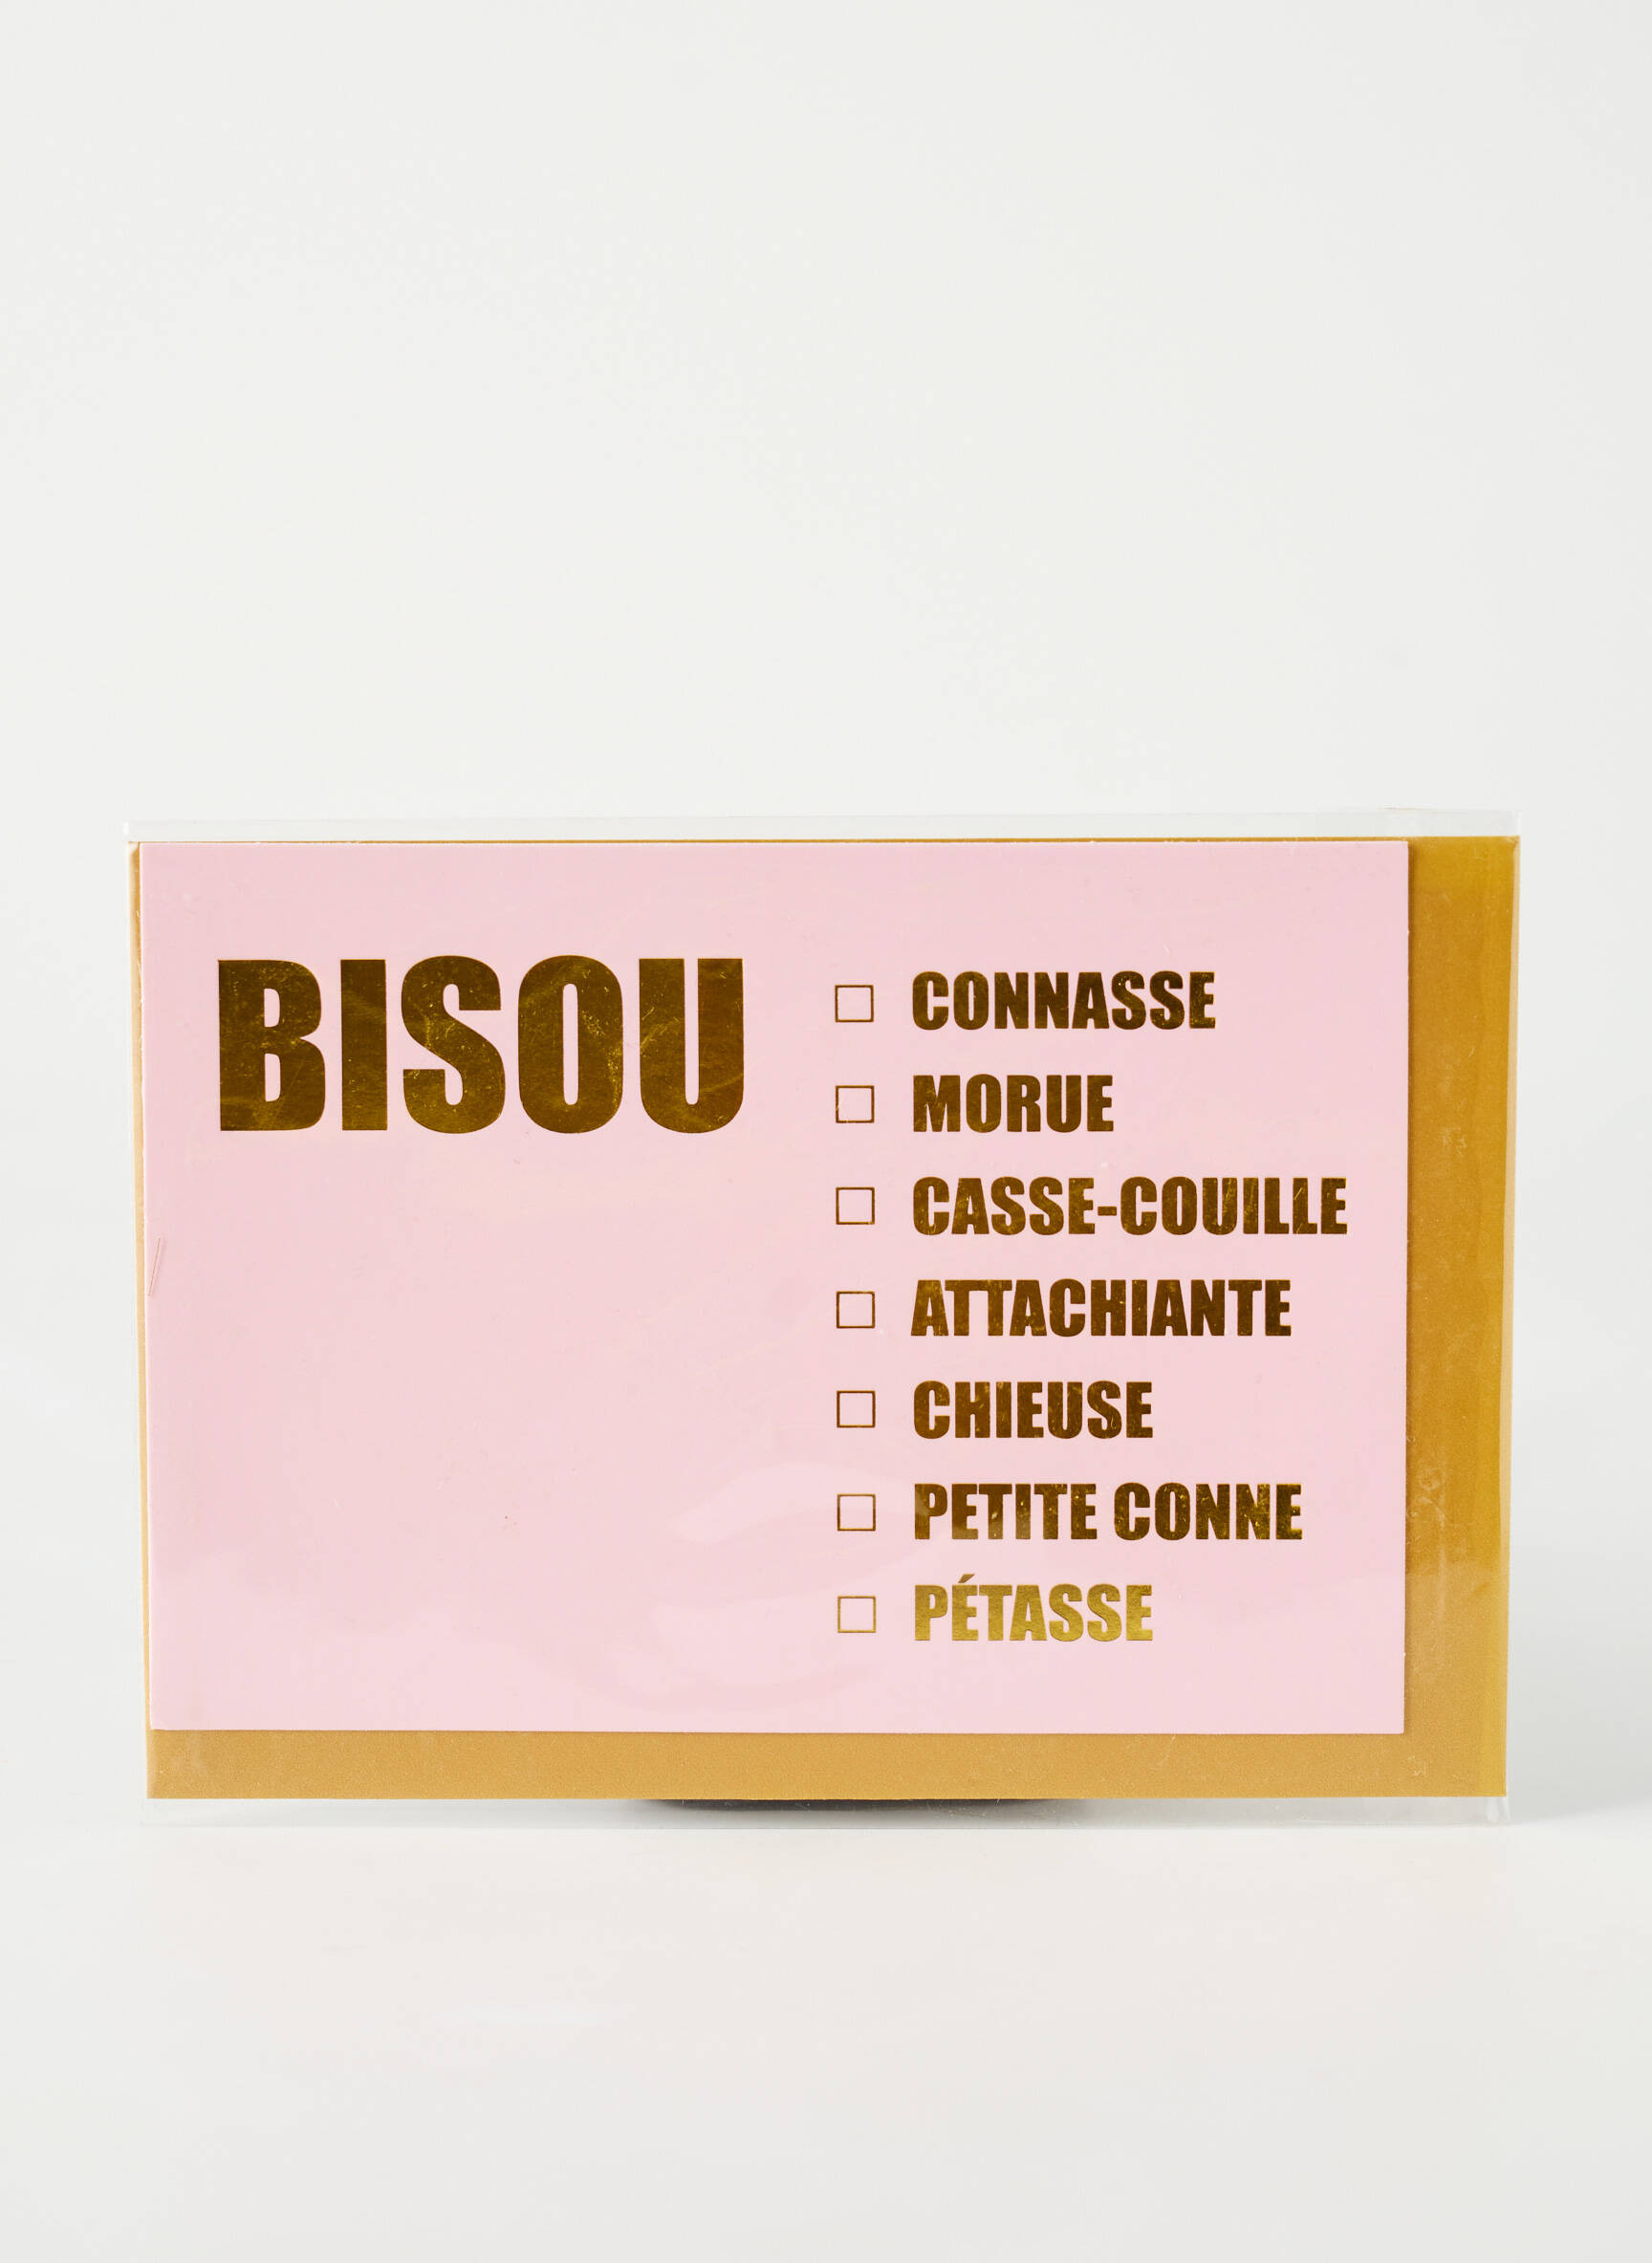 BISOU
☐ CONNASSE
☐ MORUE
☐ CASSE-COUILLE
☐ ATTACHIANTE
☐ CHIEUSE
☐ PETITE CONNE
☐ PÉTASSE